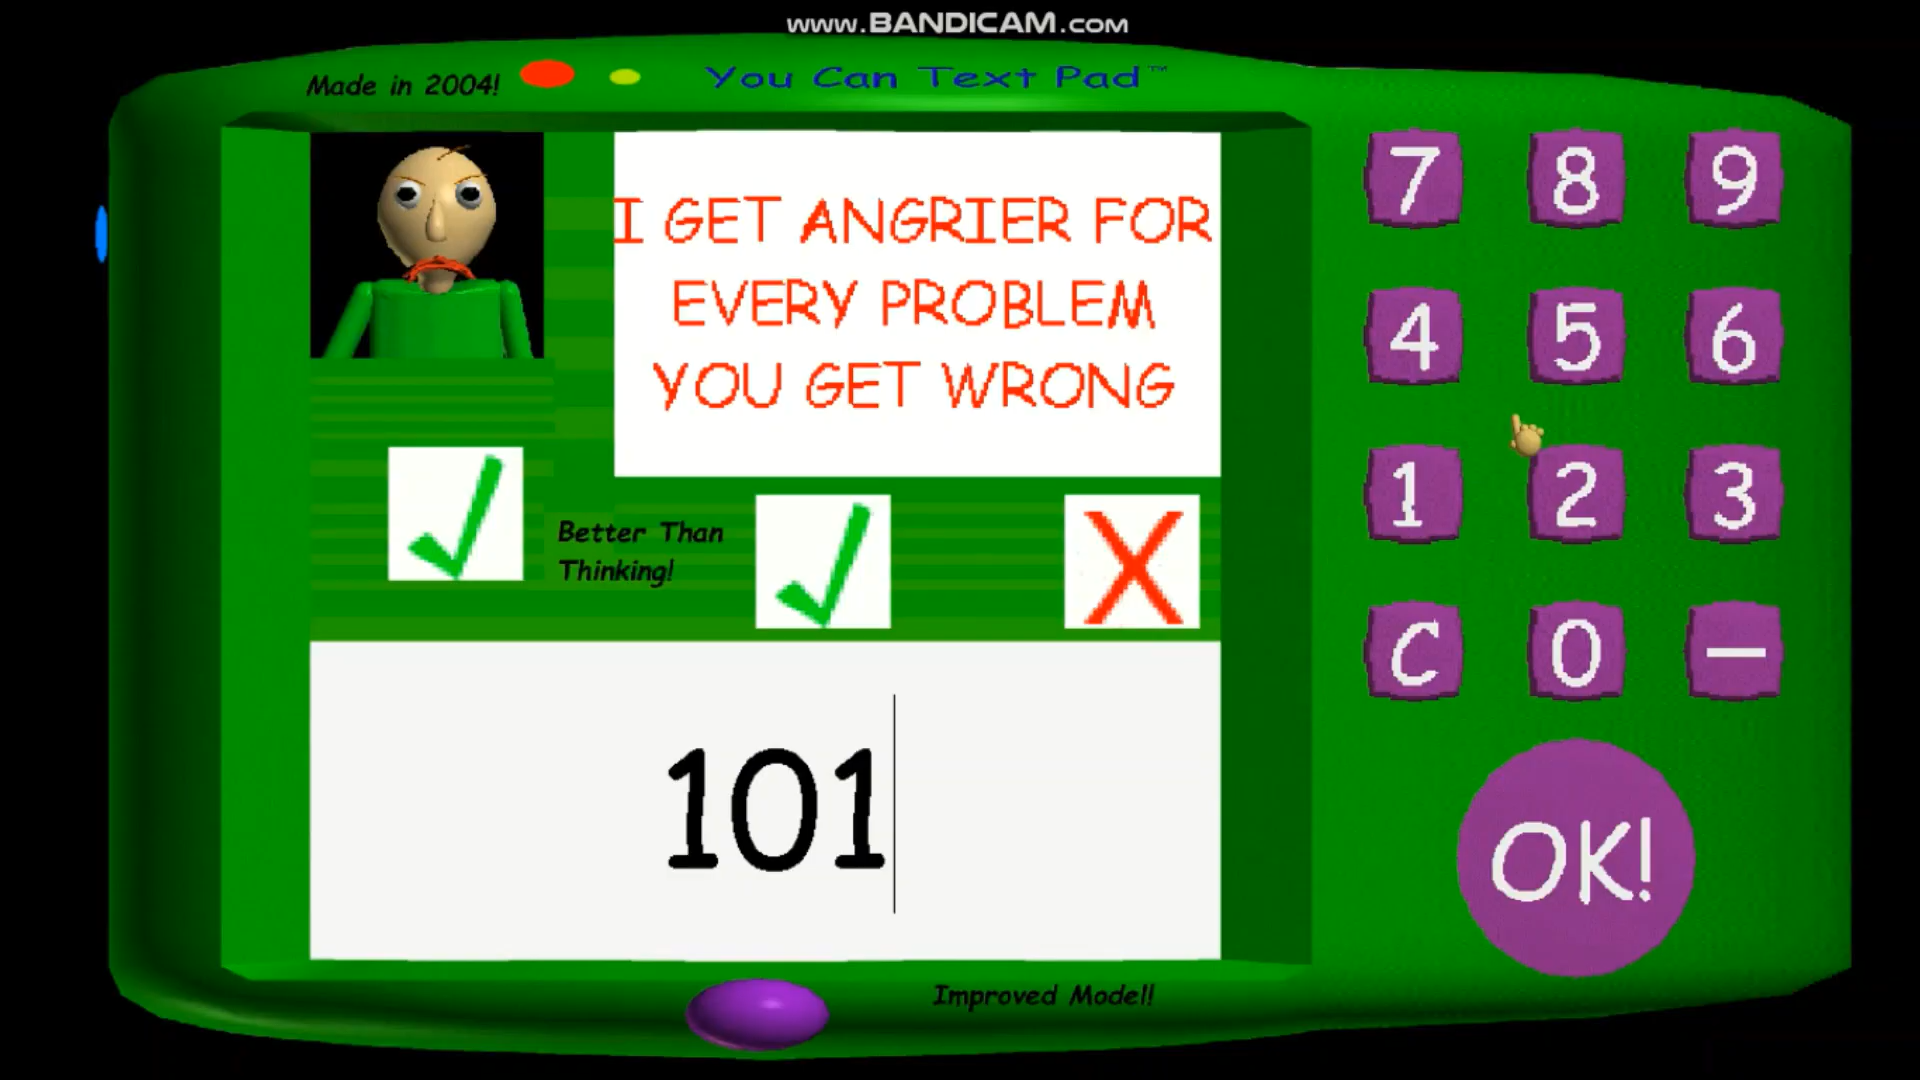 www.BANDICAM.com
Made in 2004!
You Can Text Pad™
I GET ANGRIER FOR
EVERY PROBLEM
YOU GET WRONG
Better Than
Thinking!
101
7 8 9
4 5 6
1 2 3
C 0 —
OK!
Improved Model!